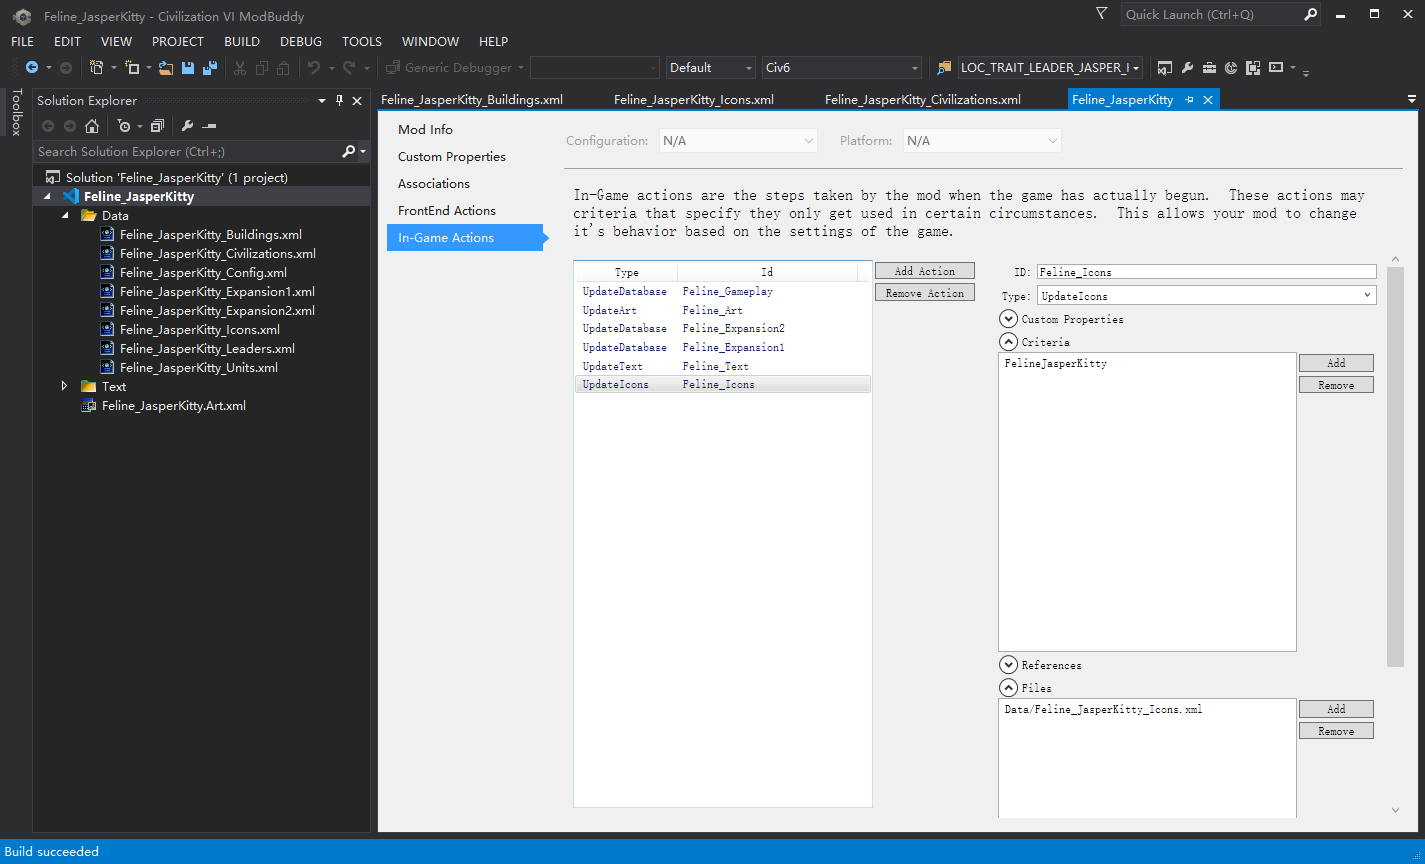 Feline_JasperKitty - Civilization VI ModBuddy
Quick Launch (Ctrl+Q)
FILE EDIT VIEW PROJECT BUILD DEBUG TOOLS WINDOW HELP
Generic Debugger Default Civ6 LOC_TRAIT_LEADER_JASPER_
Toolbox
Solution Explorer
Search Solution Explorer (Ctrl+;)
Solution 'Feline_JasperKitty' (1 project)
Feline_JasperKitty
Data
Feline_JasperKitty_Buildings.xml
Feline_JasperKitty_Civilizations.xml
Feline_JasperKitty_Config.xml
Feline_JasperKitty_Expansion1.xml
Feline_JasperKitty_Expansion2.xml
Feline_JasperKitty_Icons.xml
Feline_JasperKitty_Leaders.xml
Feline_JasperKitty_Units.xml
Text
Feline_JasperKitty.Art.xml
Feline_JasperKitty_Buildings.xml Feline_JasperKitty_Icons.xml Feline_JasperKitty_Civilizations.xml Feline_JasperKitty
Mod Info
Custom Properties
Associations
FrontEnd Actions
In-Game Actions
Configuration: N/A Platform: N/A
In-Game actions are the steps taken by the mod when the game has actually begun.  These actions may
criteria that specify they only get used in certain circumstances.  This allows your mod to change
it's behavior based on the settings of the game.
Type Id
UpdateDatabase Feline_Gameplay
UpdateArt Feline_Art
UpdateDatabase Feline_Expansion2
UpdateDatabase Feline_Expansion1
UpdateText Feline_Text
UpdateIcons Feline_Icons
Add Action
Remove Action
ID: Feline_Icons
Type: UpdateIcons
Custom Properties
Criteria
FelineJasperKitty
Add
Remove
References
Files
Data/Feline_JasperKitty_Icons.xml
Add
Remove
Build succeeded